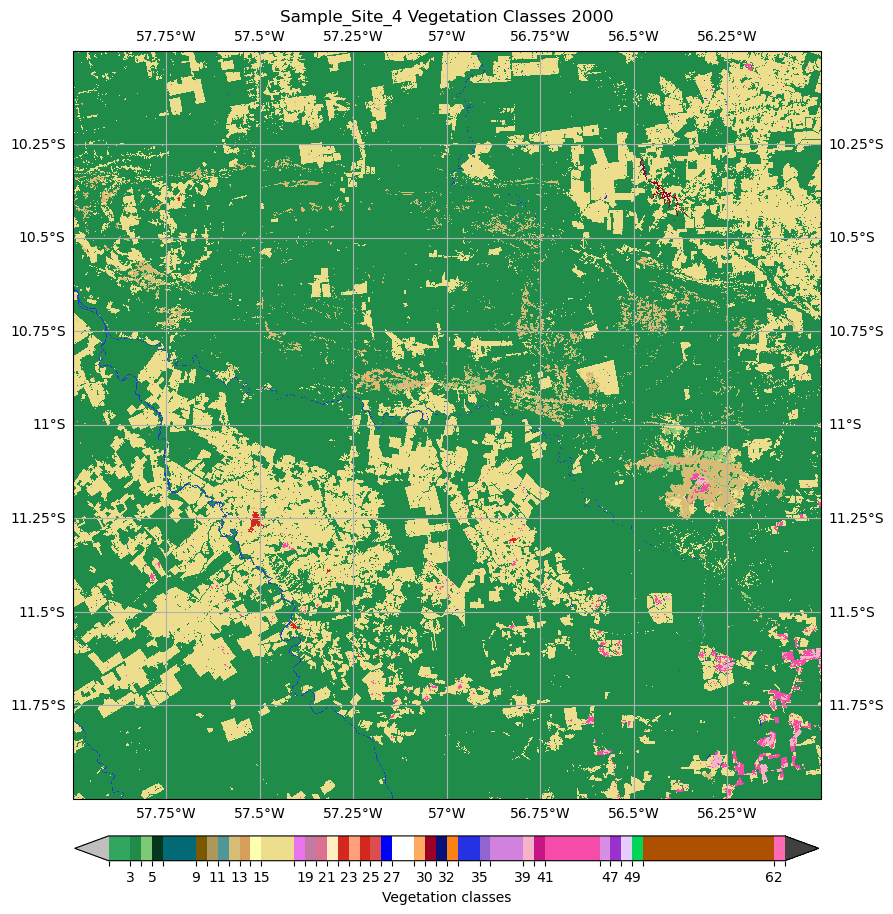 Sample_Site_4 Vegetation Classes 2000
57.75°W 57.5°W 57.25°W 57°W 56.75°W 56.5°W 56.25°W
10.25°S 10.25°S
10.5°S 10.5°S
10.75°S 10.75°S
11°S 11°S
11.25°S 11.25°S
11.5°S 11.5°S
11.75°S 11.75°S
57.75°W 57.5°W 57.25°W 57°W 56.75°W 56.5°W 56.25°W
3 5 9 11 13 15 19 21 23 25 27 30 32 35 39 41 47 49 62
Vegetation classes